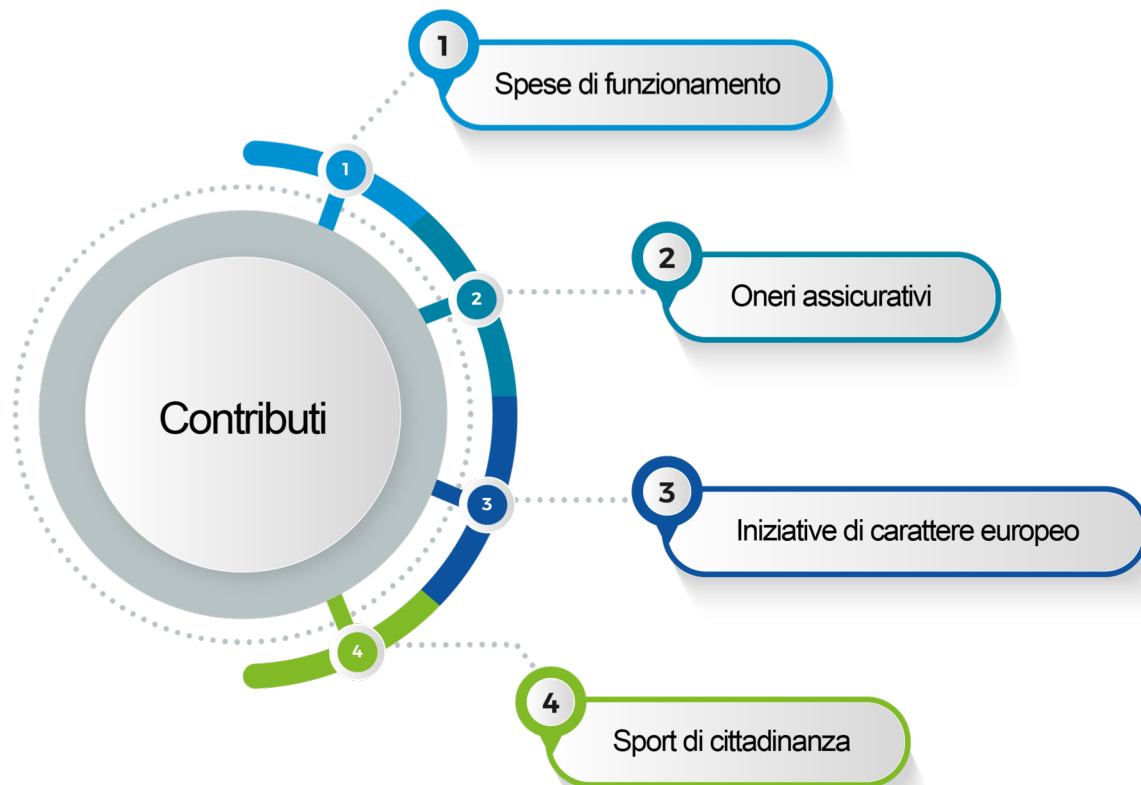 1
Spese di funzionamento
1
2
Oneri assicurativi
2
Contributi
3
Iniziative di carattere europeo
3
4
Sport di cittadinanza
4